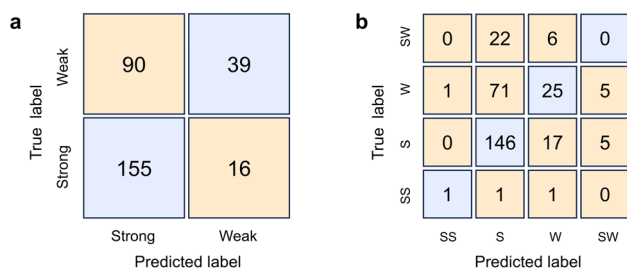 a
True label
Weak
Strong
90 39
155 16
Strong Weak
Predicted label
b
True label
SW
W
S
SS
0 22 6 0
1 71 25 5
0 146 17 5
1 1 1 0
SS S W SW
Predicted label